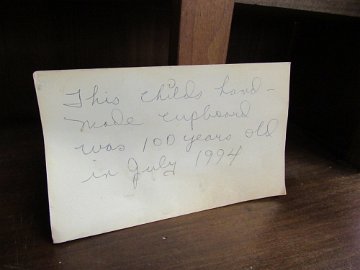 This childs hand-
made cupboard
was 100 years old
in July 1994